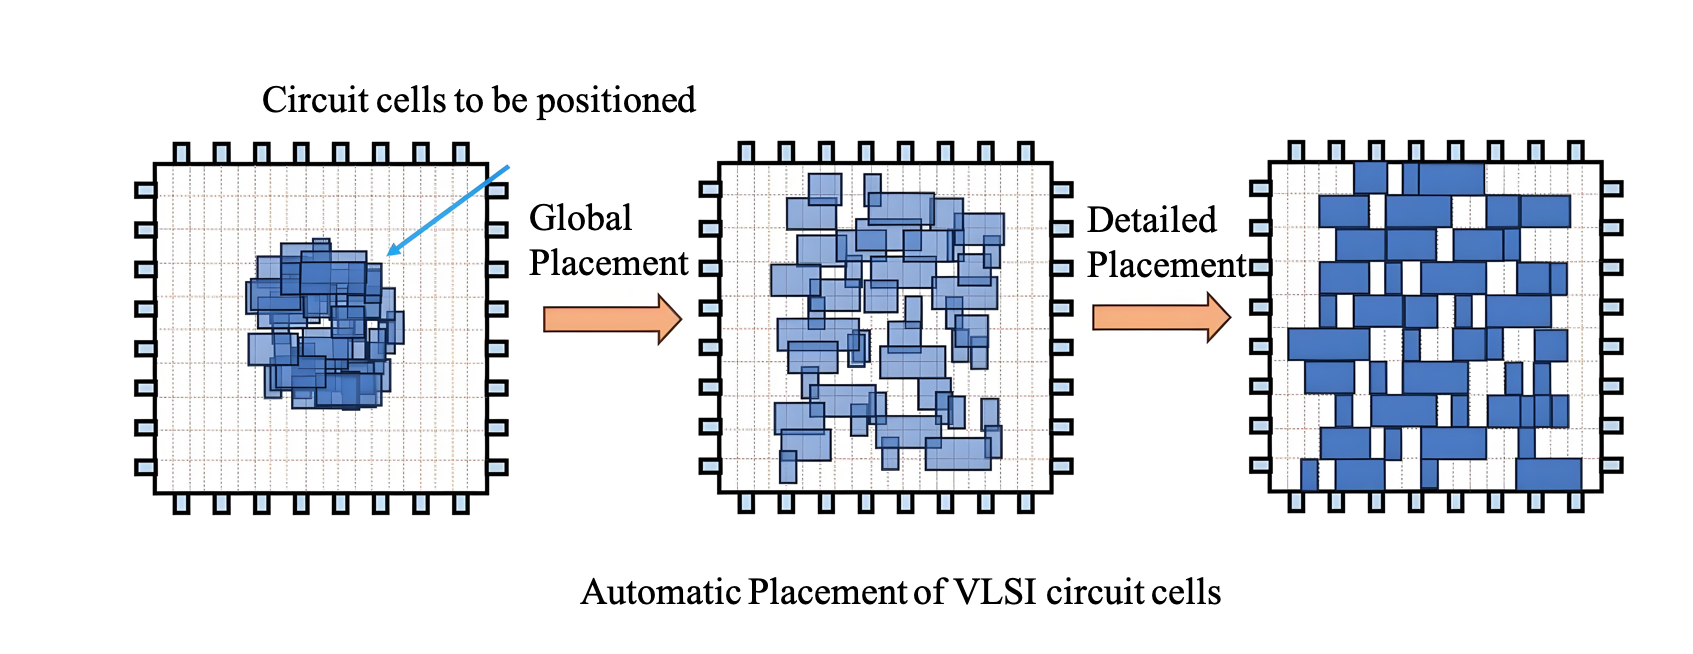 Circuit cells to be positioned
Global
Placement
Detailed
Placement
Automatic Placement of VLSI circuit cells